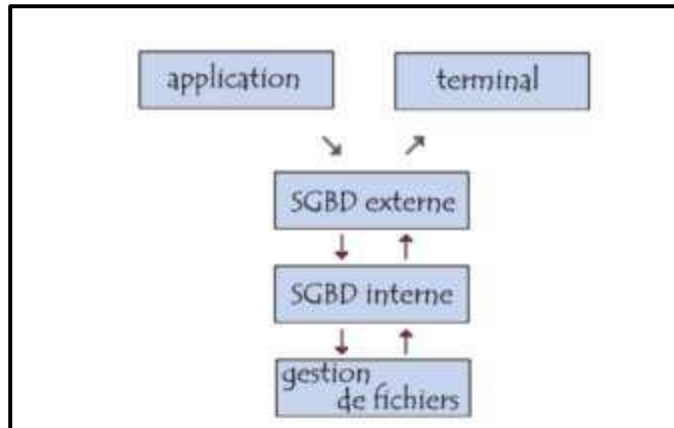 application
terminal
SGBD externe
SGBD interne
gestion
de fichiers